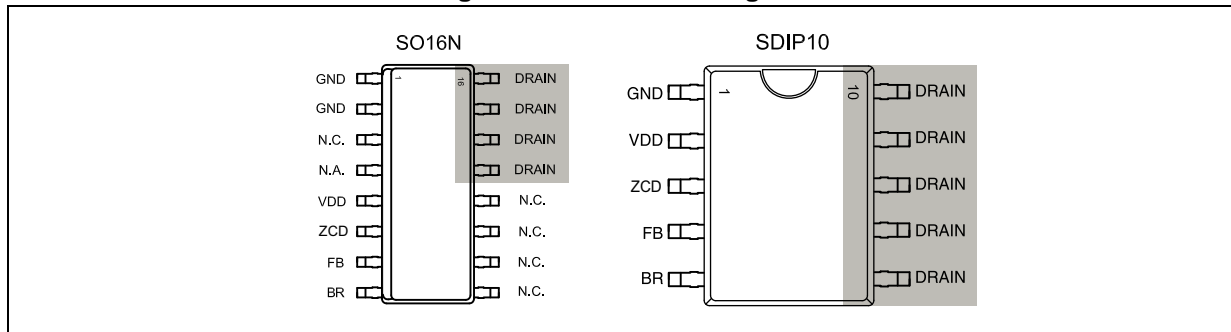 SO16N
GND 1 16 DRAIN
GND DRAIN
N.C. DRAIN
N.A. DRAIN
VDD N.C.
ZCD N.C.
FB N.C.
BR N.C.
SDIP10
GND 1 10 DRAIN
VDD DRAIN
ZCD DRAIN
FB DRAIN
BR DRAIN